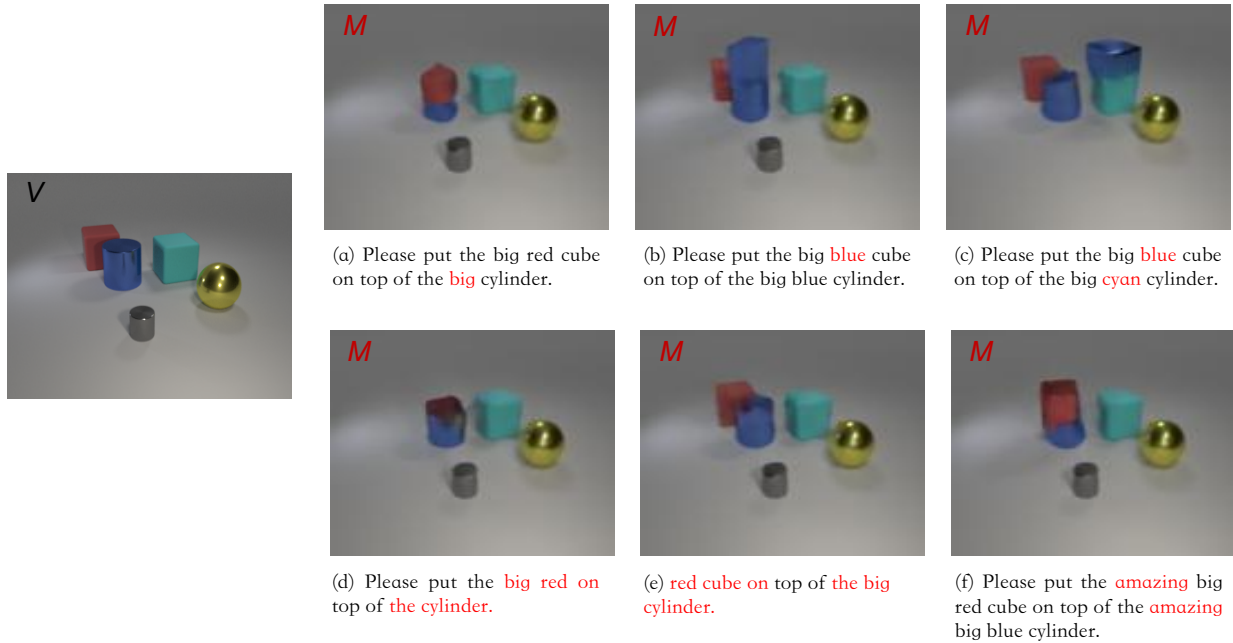 V
M
M
M
(a) Please put the big red cube
on top of the big cylinder.
(b) Please put the big blue cube
on top of the big blue cylinder.
(c) Please put the big blue cube
on top of the big cyan cylinder.
M
M
M
(d) Please put the big red on
top of the cylinder.
(e) red cube on top of the big
cylinder.
(f) Please put the amazing big
red cube on top of the amazing
big blue cylinder.